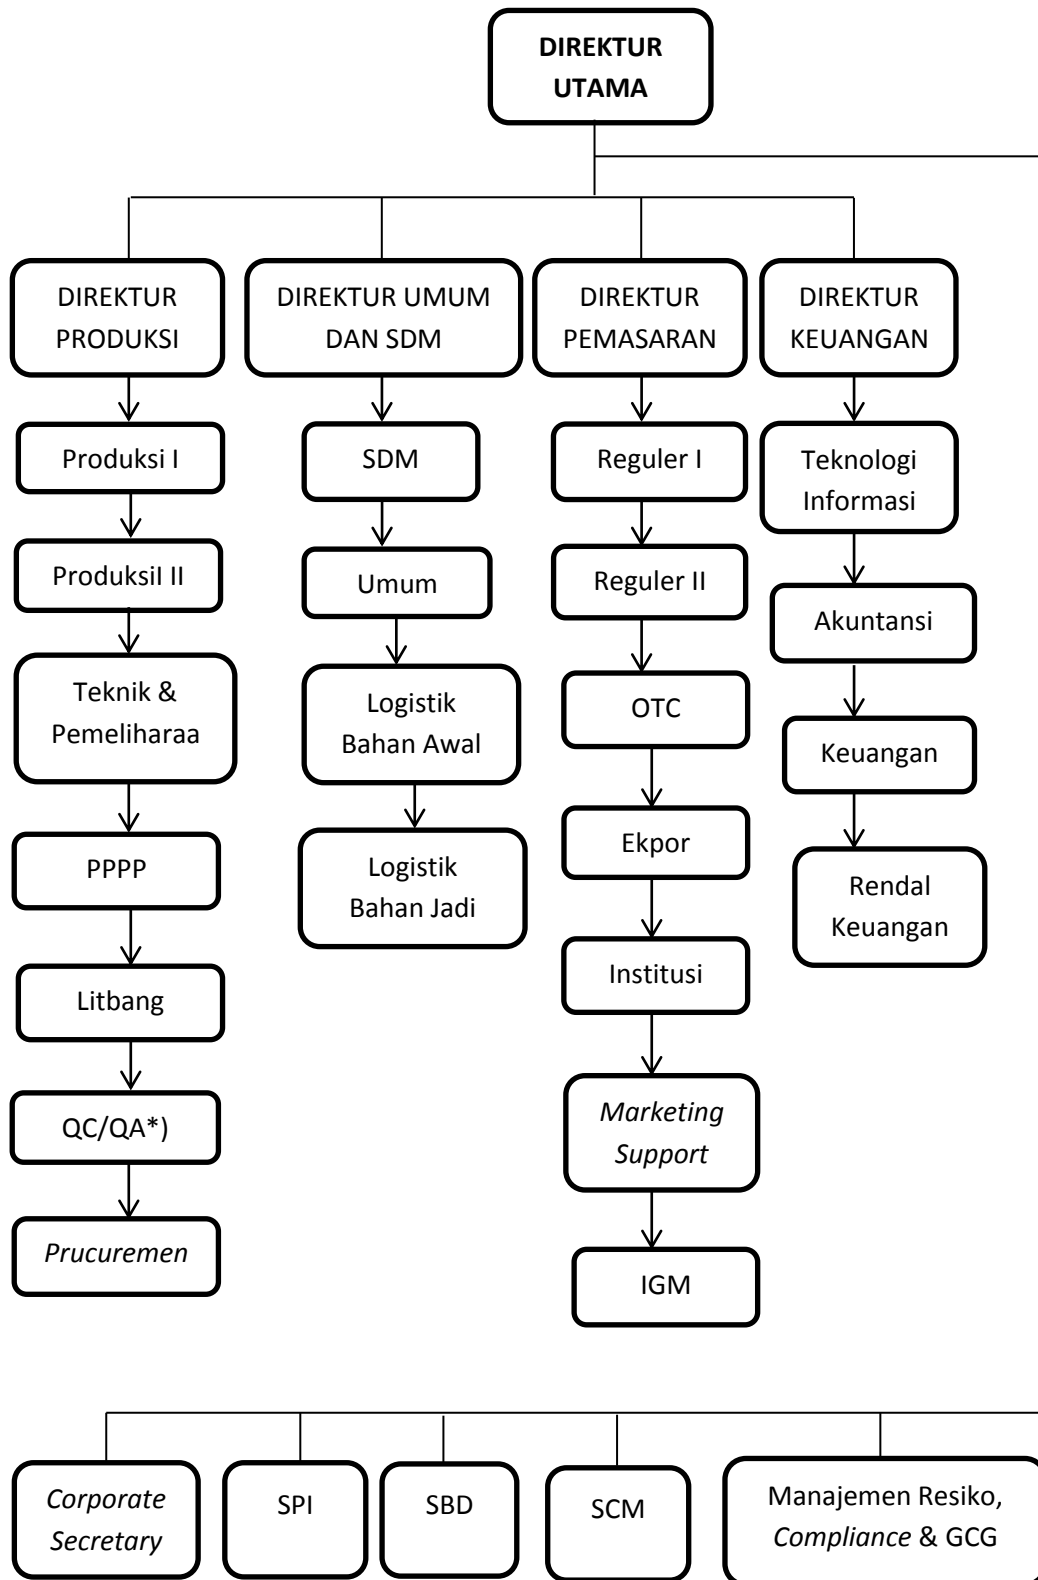 DIREKTUR
UTAMA
DIREKTUR
PRODUKSI
DIREKTUR UMUM
DAN SDM
DIREKTUR
PEMASARAN
DIREKTUR
KEUANGAN
Produksi I
ProduksiI II
Teknik &
Pemeliharaa
PPPP
Litbang
QC/QA*)
Prucuremen
SDM
Umum
Logistik
Bahan Awal
Logistik
Bahan Jadi
Reguler I
Reguler II
OTC
Ekpor
Institusi
Marketing
Support
IGM
Teknologi
Informasi
Akuntansi
Keuangan
Rendal
Keuangan
Corporate
Secretary
SPI
SBD
SCM
Manajemen Resiko,
Compliance & GCG